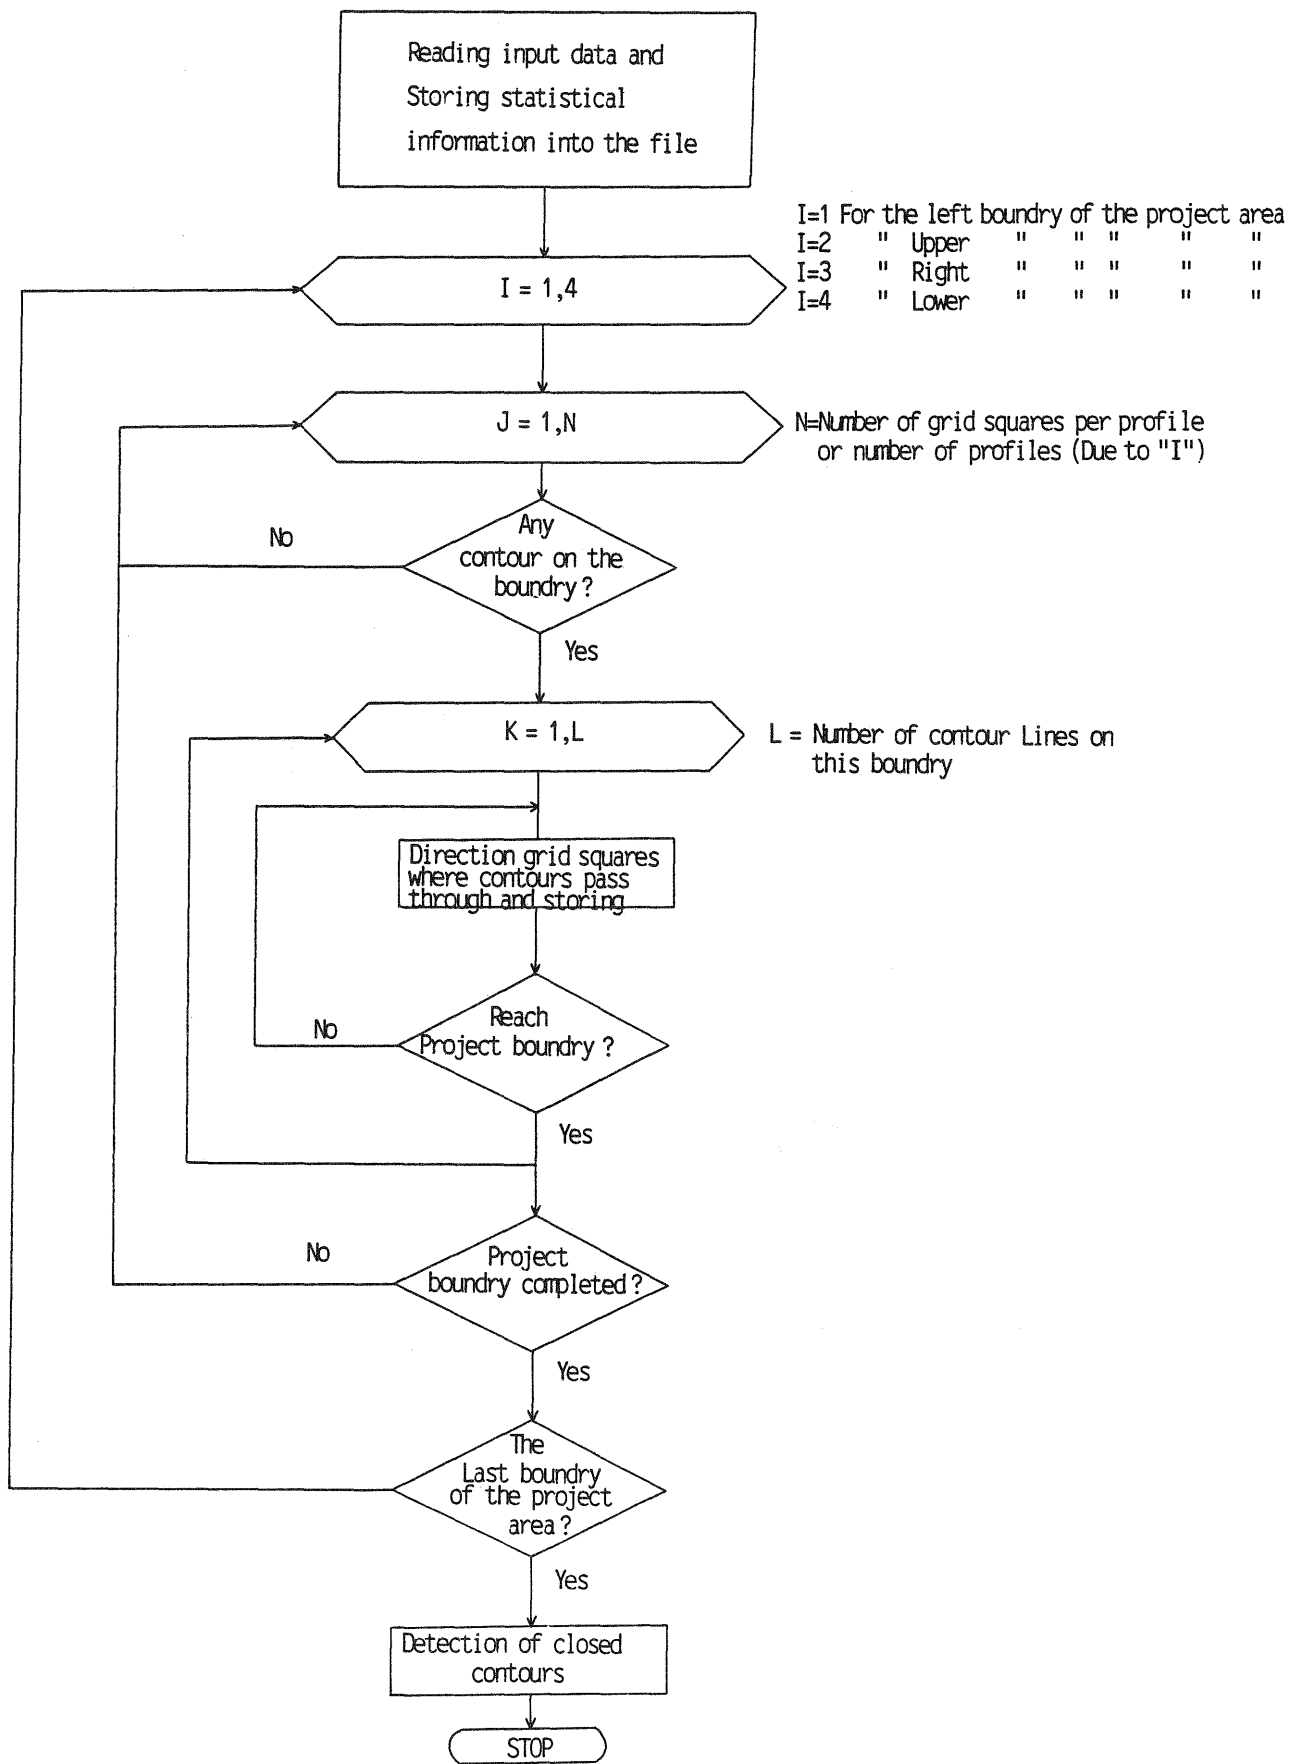 Reading input data and
Storing statistical
information into the file
I=1 For the left boundry of the project area
I=2 " Upper " " " " "
I=3 " Right " " " " "
I=4 " Lower " " " " "
I = 1,4
J = 1,N
N=Number of grid squares per profile
or number of profiles (Due to "I")
Any
contour on the
boundry?
No
Yes
K = 1,L
L = Number of contour Lines on
this boundry
Direction grid squares
where contours pass
through and storing
Reach
Project boundry?
No
Yes
Project
boundry completed?
No
Yes
The
Last boundry
of the project
area?
Yes
Detection of closed
contours
STOP